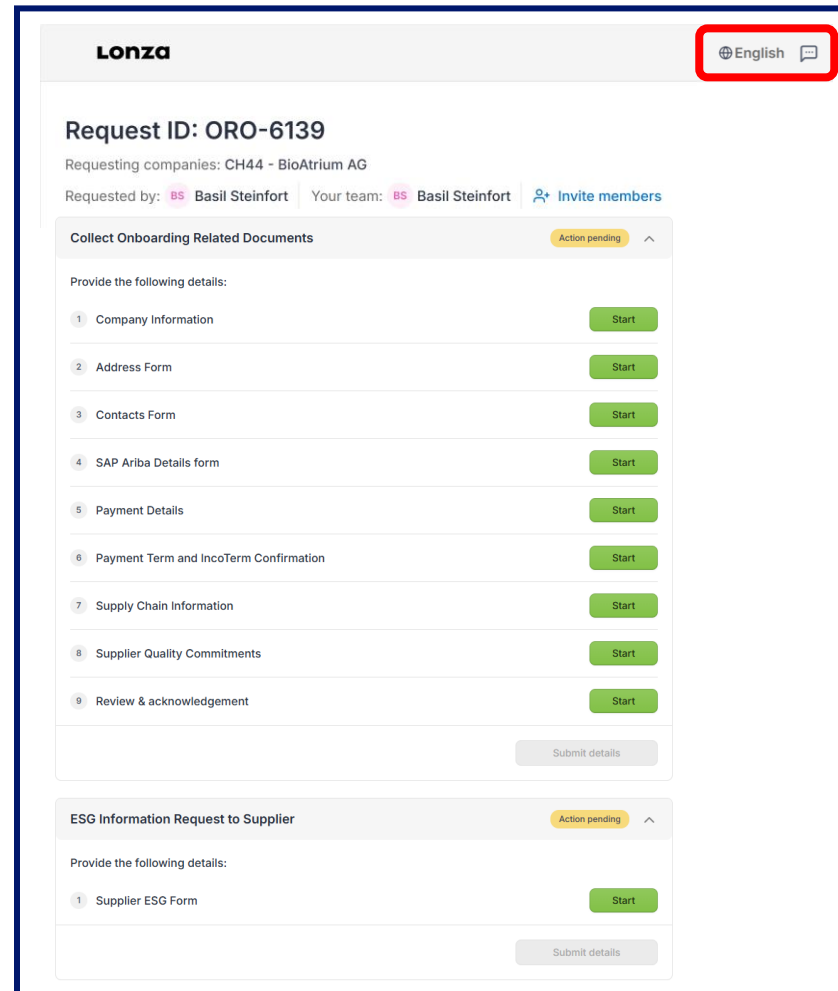 Lonza
English
Request ID: ORO-6139
Requesting companies: CH44 - BioAtrium AG
Requested by: BS Basil Steinfort Your team: BS Basil Steinfort Invite members
Collect Onboarding Related Documents Action pending
Provide the following details:
1 Company Information Start
2 Address Form Start
3 Contacts Form Start
4 SAP Ariba Details form Start
5 Payment Details Start
6 Payment Term and IncoTerm Confirmation Start
7 Supply Chain Information Start
8 Supplier Quality Commitments Start
9 Review & acknowledgement Start
Submit details
ESG Information Request to Supplier Action pending
Provide the following details:
1 Supplier ESG Form Start
Submit details